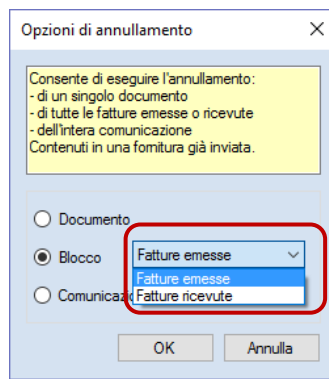 Opzioni di annullamento
Consente di eseguire l'annullamento:
- di un singolo documento
- di tutte le fatture emesse o ricevute
- dell'intera comunicazione
Contenuti in una fornitura già inviata.
Documento
Blocco Fatture emesse
Fatture emesse
Comunicazi Fatture ricevute
OK Annulla